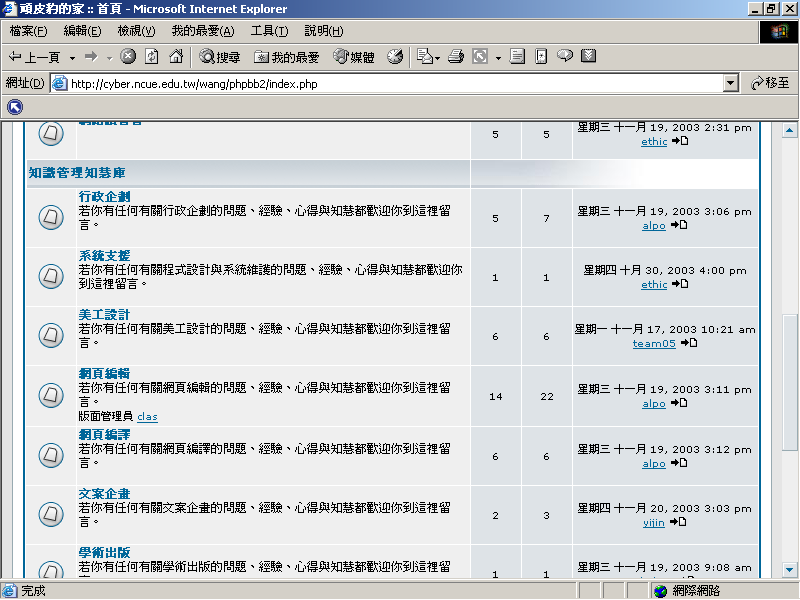 頑皮豹的家 :: 首頁 - Microsoft Internet Explorer
檔案(F) 編輯(E) 檢視(V) 我的最愛(A) 工具(T) 說明(H)
上一頁 搜尋 我的最愛 媒體
網址(D) http://cyber.ncue.edu.tw/wang/phpbb2/index.php 移至
5 5 星期三 十一月 19, 2003 2:31 pm
ethic
知識管理知慧庫
行政企劃
若你有任何有關行政企劃的問題、經驗、心得與知慧都歡迎你到這裡留
言。
5 7 星期三 十一月 19, 2003 3:06 pm
alpo
系統支援
若你有任何有關程式設計與系統維護的問題、經驗、心得與知慧都歡迎你
到這裡留言。
1 1 星期四 十月 30, 2003 4:00 pm
ethic
美工設計
若你有任何有關美工設計的問題、經驗、心得與知慧都歡迎你到這裡留
言。
6 6 星期一 十一月 17, 2003 10:21 am
team05
網頁編輯
若你有任何有關網頁編輯的問題、經驗、心得與知慧都歡迎你到這裡留
言。
版面管理員 clas
14 22 星期三 十一月 19, 2003 3:11 pm
alpo
網頁編譯
若你有任何有關網頁編譯的問題、經驗、心得與知慧都歡迎你到這裡留
言。
6 6 星期三 十一月 19, 2003 3:12 pm
alpo
文案企畫
若你有任何有關文案企畫的問題、經驗、心得與知慧都歡迎你到這裡留
言。
2 3 星期四 十一月 20, 2003 3:03 pm
yijin
學術出版
若你有任何有關學術出版的問題、經驗、心得與知慧都歡迎你到這裡留
1 1 星期三 十一月 19, 2003 9:08 am
完成 網際網路